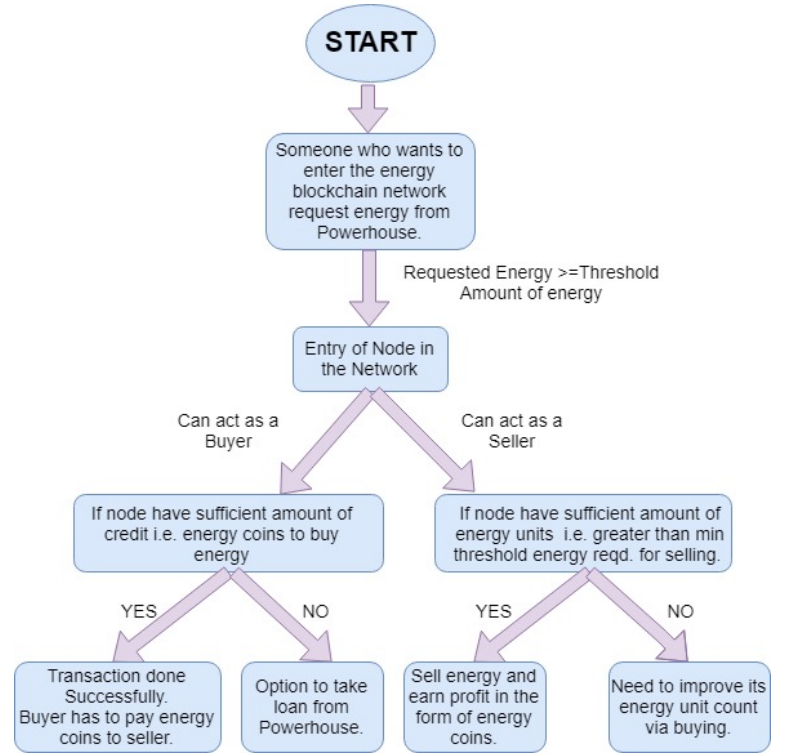 START
Someone who wants to
enter the energy
blockchain network
request energy from
Powerhouse.
Requested Energy >=Threshold
Amount of energy
Entry of Node in
the Network
Can act as a
Buyer
Can act as a
Seller
If node have sufficient amount of
credit i.e. energy coins to buy
energy
If node have sufficient amount of
energy units i.e. greater than min
threshold energy reqd. for selling.
YES
NO
YES
NO
Transaction done
Successfully.
Buyer has to pay energy
coins to seller.
Option to take
loan from
Powerhouse.
Sell energy and
earn profit in the
form of energy
coins.
Need to improve its
energy unit count
via buying.